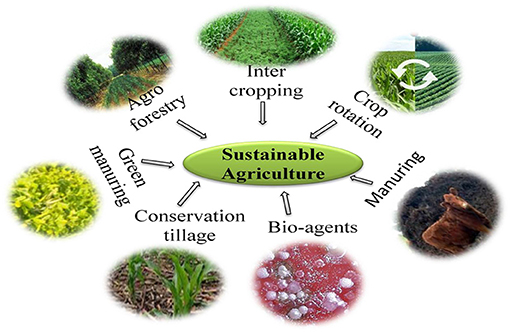 Inter
cropping
Crop
rotation
Agro
forestry
Sustainable
Agriculture
Green
manuring
Manuring
Conservation
tillage
Bio-agents